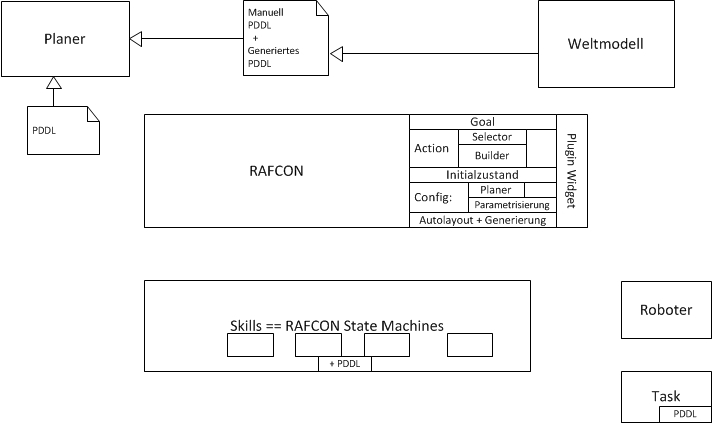 Planer
Manuell
PDDL
+
Generiertes
PDDL
Weltmodell
PDDL
RAFCON
Goal
Action
Selector
Builder
Initialzustand
Config:
Planer
Parametrisierung
Autolayout + Generierung
Plugin Widget
Skills == RAFCON State Machines
+ PDDL
Roboter
Task
PDDL